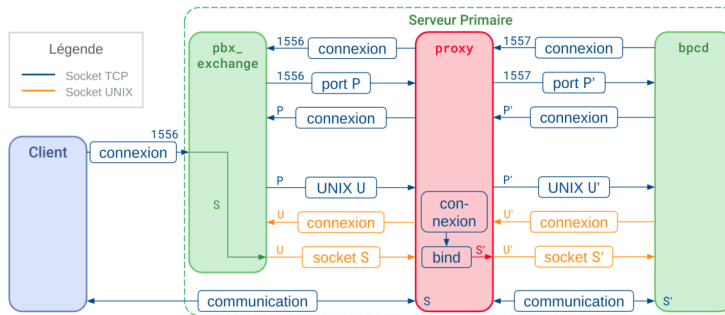 Serveur Primaire
Légende
Socket TCP
Socket UNIX
pbx_
exchange
proxy
bpcd
1556
connexion
1557
connexion
1556
port P
1557
port P'
P
connexion
P'
connexion
Client
1556
connexion
S
P
UNIX U
P'
UNIX U'
con-
nexion
U
connexion
U'
connexion
U
socket S
bind
S'
U'
socket S'
communication
S
communication
S'